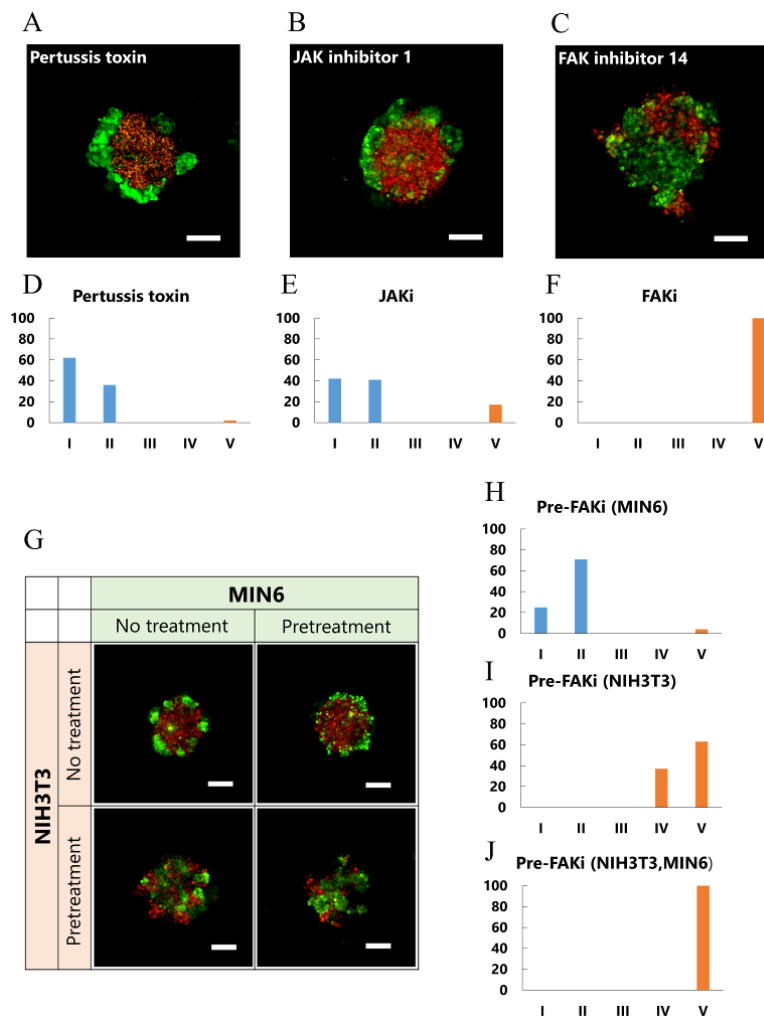 A
B
C
Pertussis toxin
JAK inhibitor 1
FAK inhibitor 14
D
E
F
Pertussis toxin
JAKi
FAKi
100
80
60
40
20
0
I II III IV V
100
80
60
40
20
0
I II III IV V
100
80
60
40
20
0
I II III IV V
G
MIN6
No treatment
Pretreatment
NIH3T3
No treatment
Pretreatment
H
Pre-FAKi (MIN6)
100
80
60
40
20
0
I II III IV V
I
Pre-FAKi (NIH3T3)
100
80
60
40
20
0
I II III IV V
J
Pre-FAKi (NIH3T3,MIN6)
100
80
60
40
20
0
I II III IV V